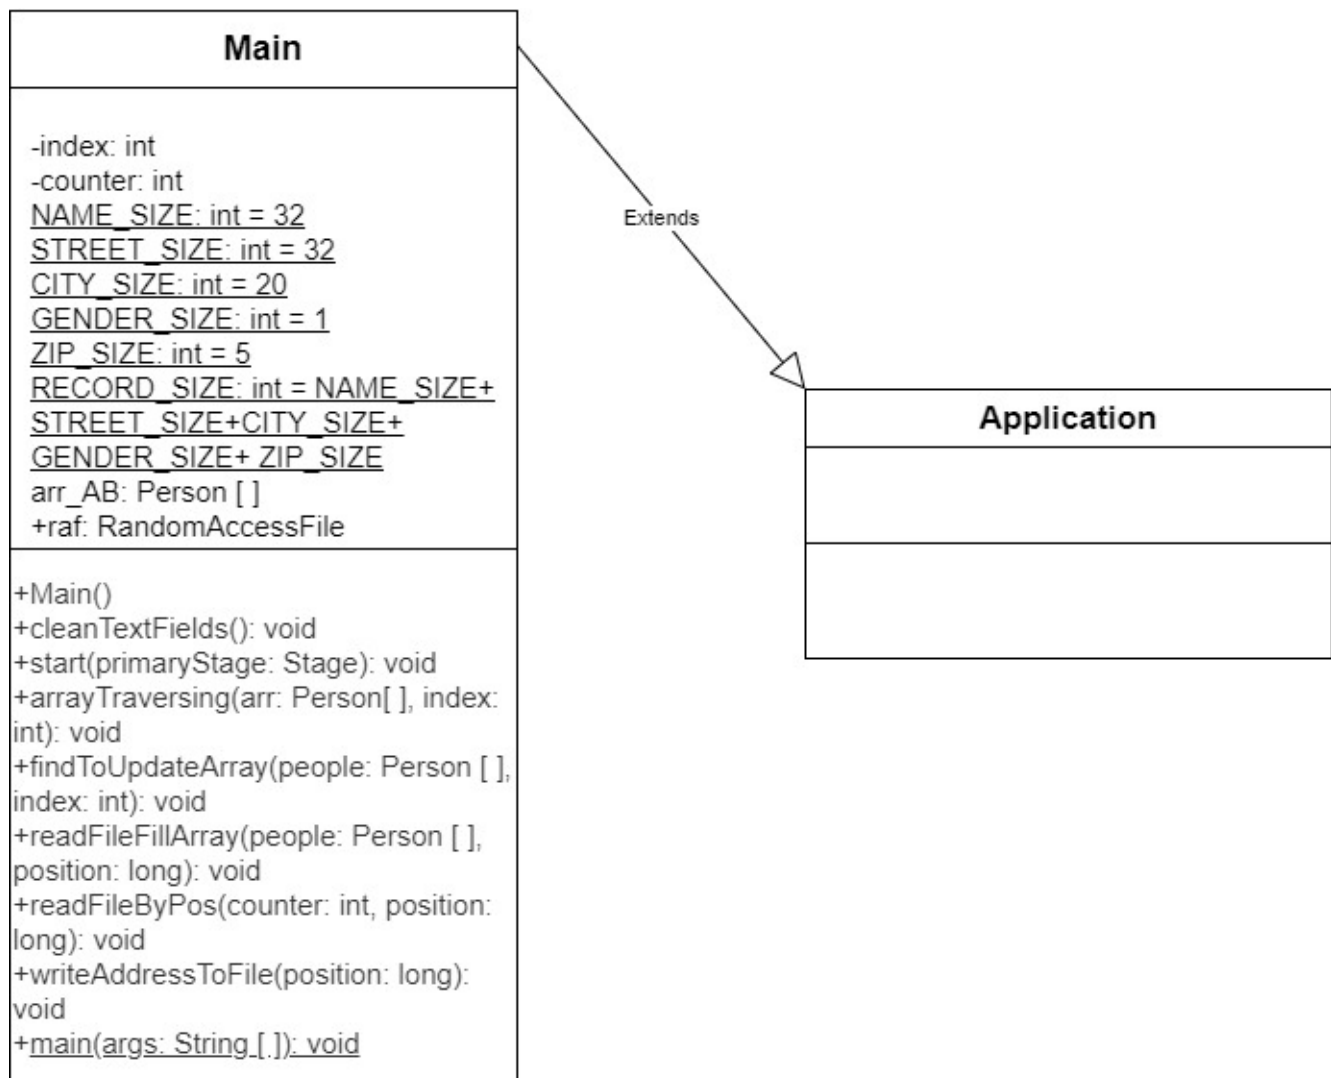 Main
-index: int
-counter: int
NAME_SIZE: int = 32
STREET_SIZE: int = 32
CITY_SIZE: int = 20
GENDER_SIZE: int = 1
ZIP_SIZE: int = 5
RECORD_SIZE: int = NAME_SIZE+
STREET_SIZE+CITY_SIZE+
GENDER_SIZE+ ZIP_SIZE
arr_AB: Person [ ]
+raf: RandomAccessFile
+Main()
+cleanTextFields(): void
+start(primaryStage: Stage): void
+arrayTraversing(arr: Person[ ], index:
int): void
+findToUpdateArray(people: Person [ ],
index: int): void
+readFileFillArray(people: Person [ ],
position: long): void
+readFileByPos(counter: int, position:
long): void
+writeAddressToFile(position: long):
void
+main(args: String [ ]): void
Extends
Application